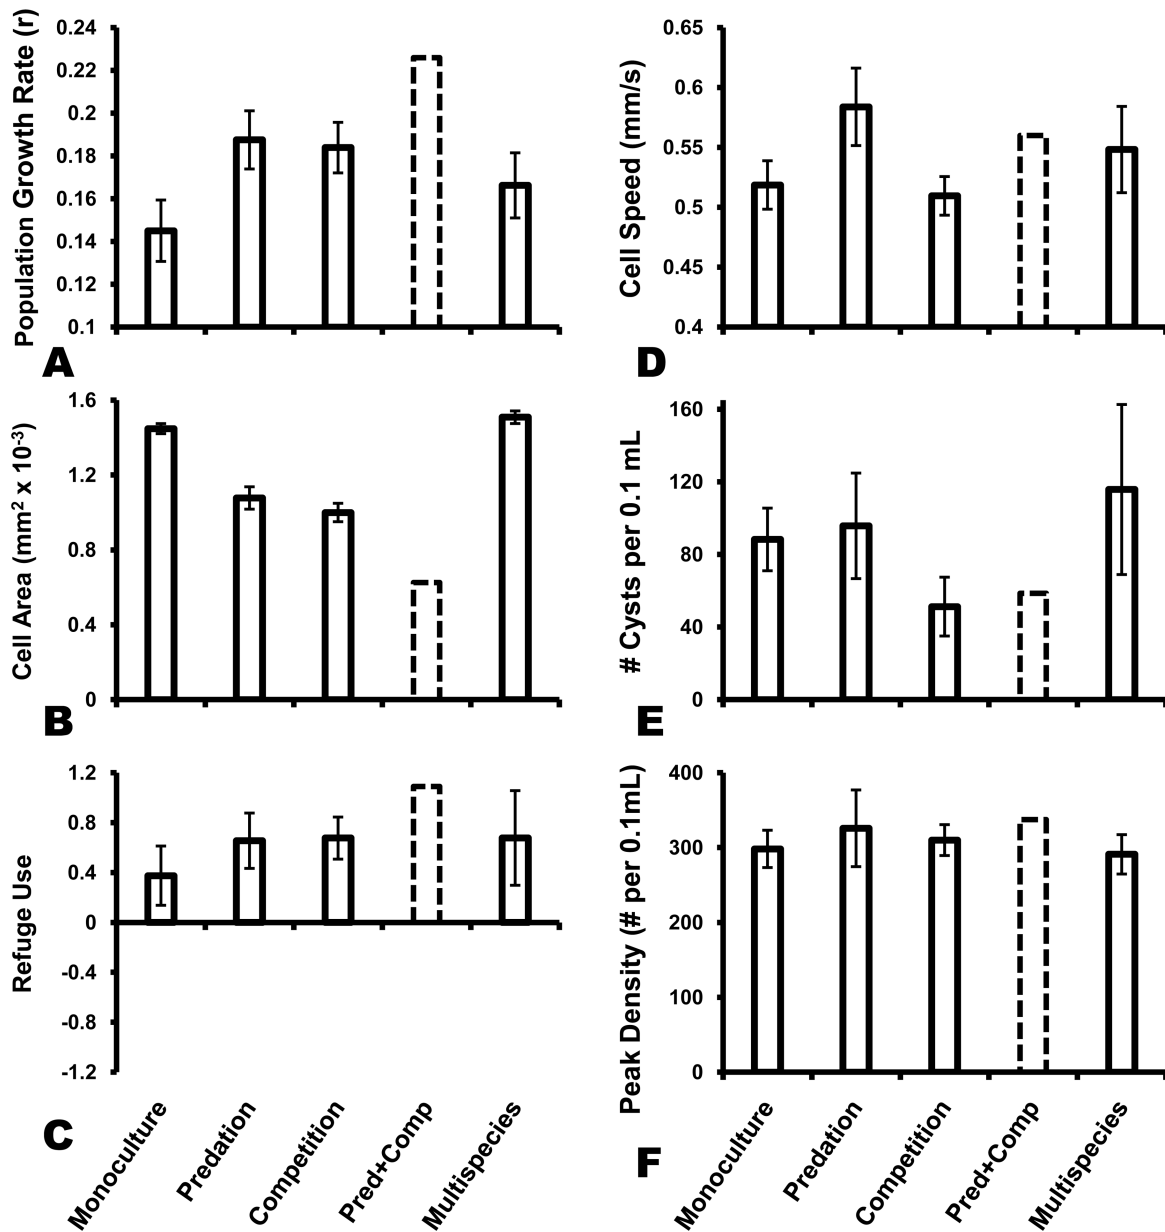 Population Growth Rate (r)
0.24
0.22
0.2
0.18
0.16
0.14
0.12
0.1
A
Cell Speed (mm/s)
0.65
0.6
0.55
0.5
0.45
0.4
D
Cell Area (mm² x 10⁻³)
1.6
1.2
0.8
0.4
0
B
# Cysts per 0.1 mL
160
120
80
40
0
E
Refuge Use
1.2
0.8
0.4
0
-0.4
-0.8
-1.2
C
Monoculture
Predation
Competition
Pred+Comp
Multispecies
Peak Density (# per 0.1mL)
400
300
200
100
0
F
Monoculture
Predation
Competition
Pred+Comp
Multispecies